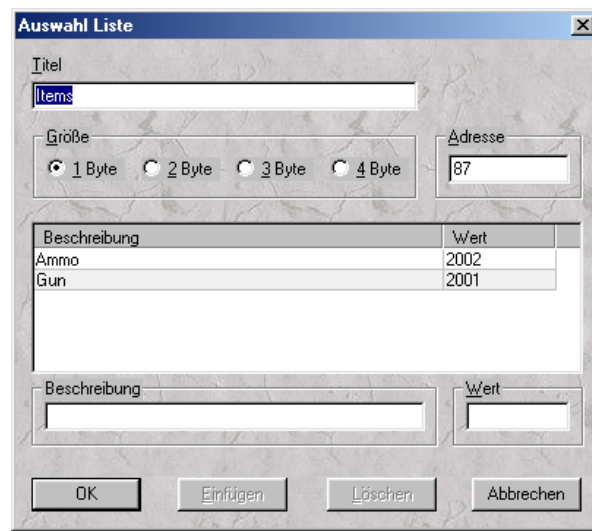 Auswahl Liste
Titel
Items
Größe
1 Byte 2 Byte 3 Byte 4 Byte
Adresse
87
Beschreibung Wert
Ammo 2002
Gun 2001
Beschreibung Wert
OK Einfügen Löschen Abbrechen